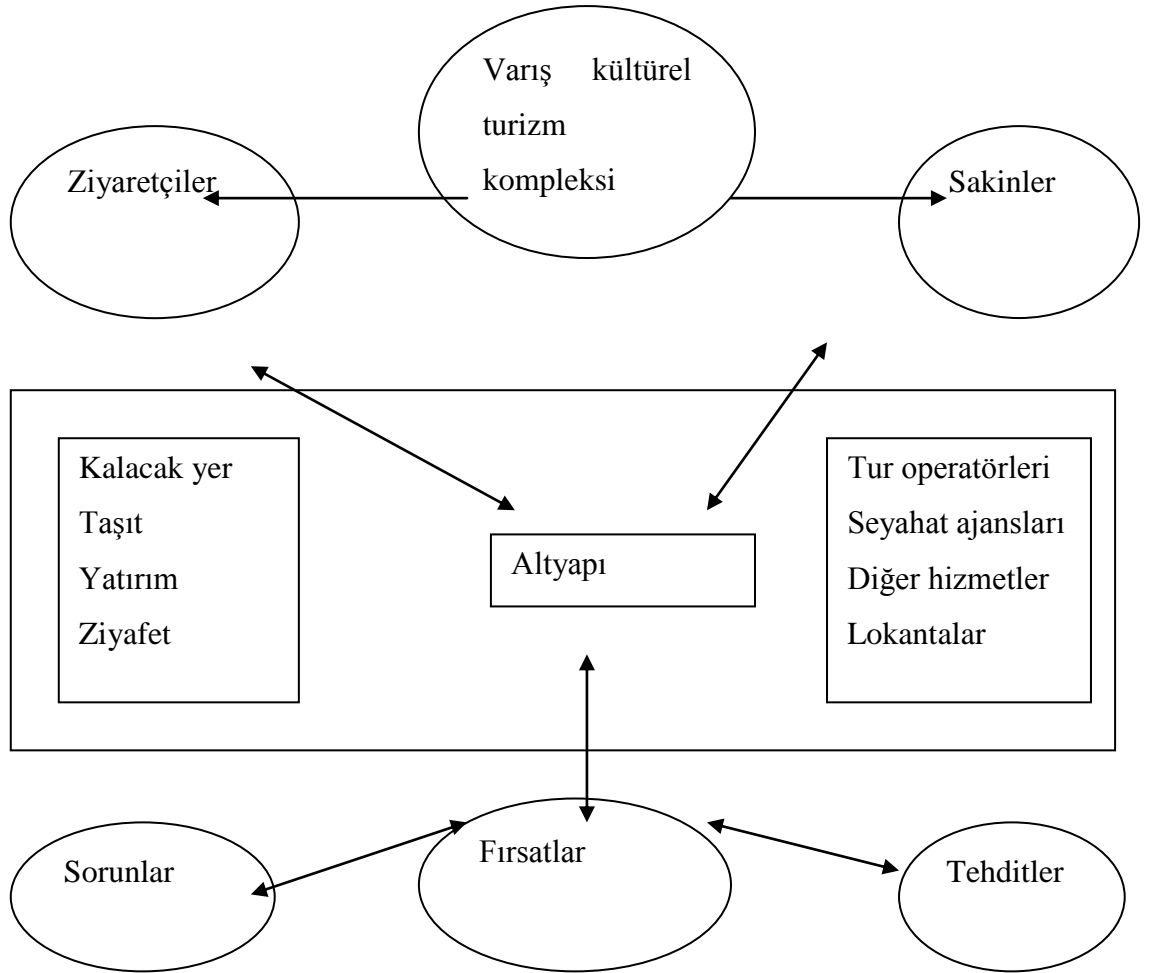 Varış kültürel
turizm
kompleksi
Ziyaretçiler
Sakinler
Kalacak yer
Taşıt
Yatırım
Ziyafet
Altyapı
Tur operatörleri
Seyahat ajansları
Diğer hizmetler
Lokantalar
Sorunlar
Fırsatlar
Tehditler